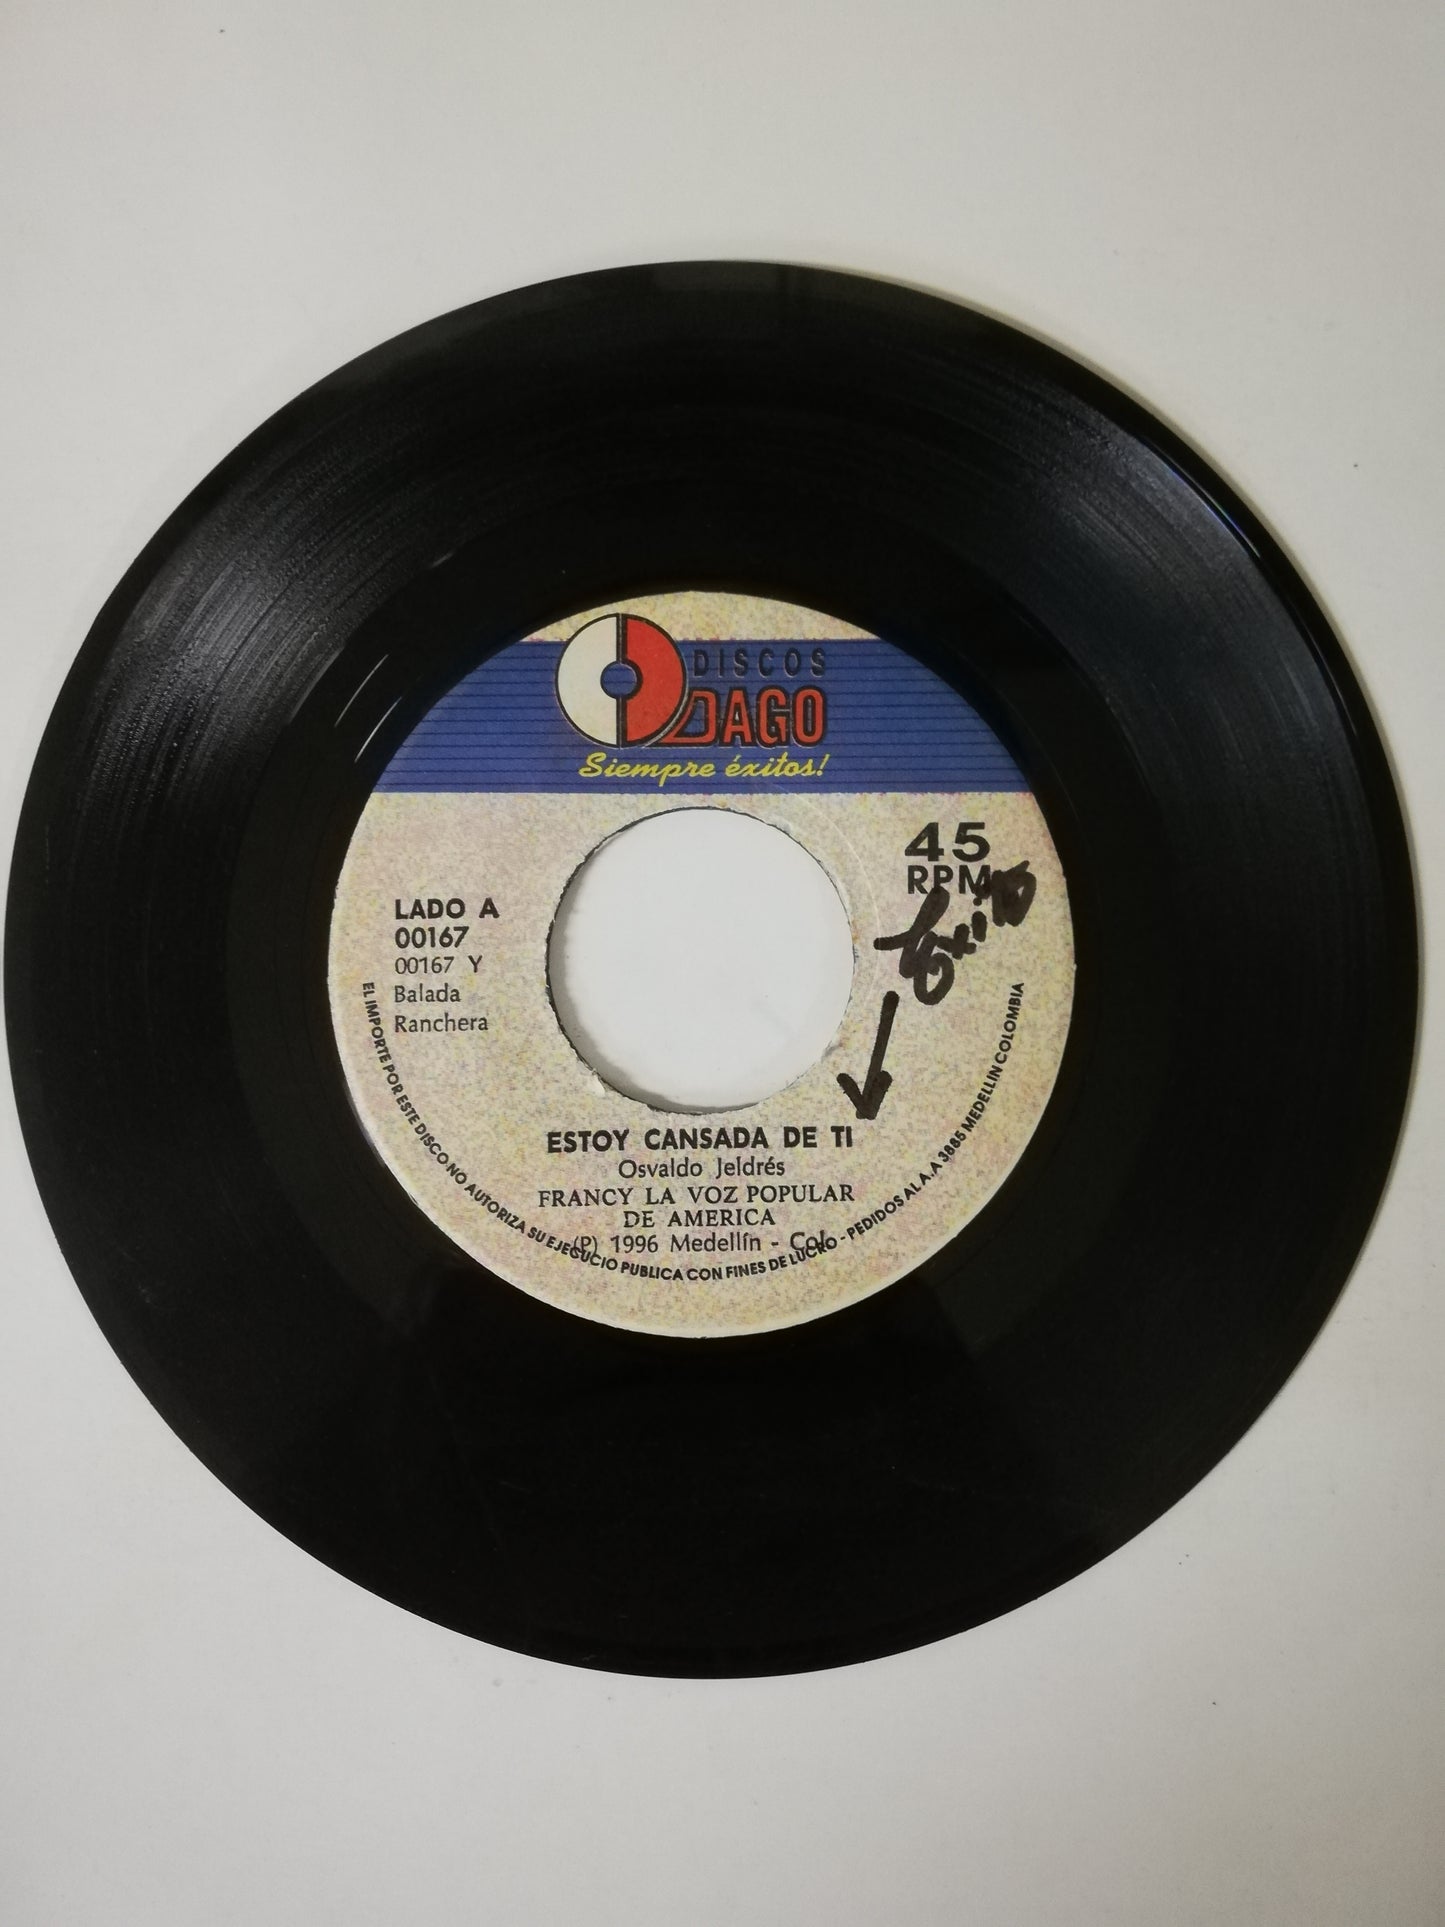 DISCOS
DAGO
Siempre éxitos!
45
RPM
Exito
LADO A
00167
00167 Y
Balada
Ranchera
ESTOY CANSADA DE TI
Osvaldo Jeldrés
FRANCY LA VOZ POPULAR
DE AMERICA
(P) 1996 Medellín - Col.
EL IMPORTE POR ESTE DISCO NO AUTORIZA SU EJECUCIO PUBLICA CON FINES DE LUCRO - PEDIDOS AL A.A 3885 MEDELLIN COLOMBIA